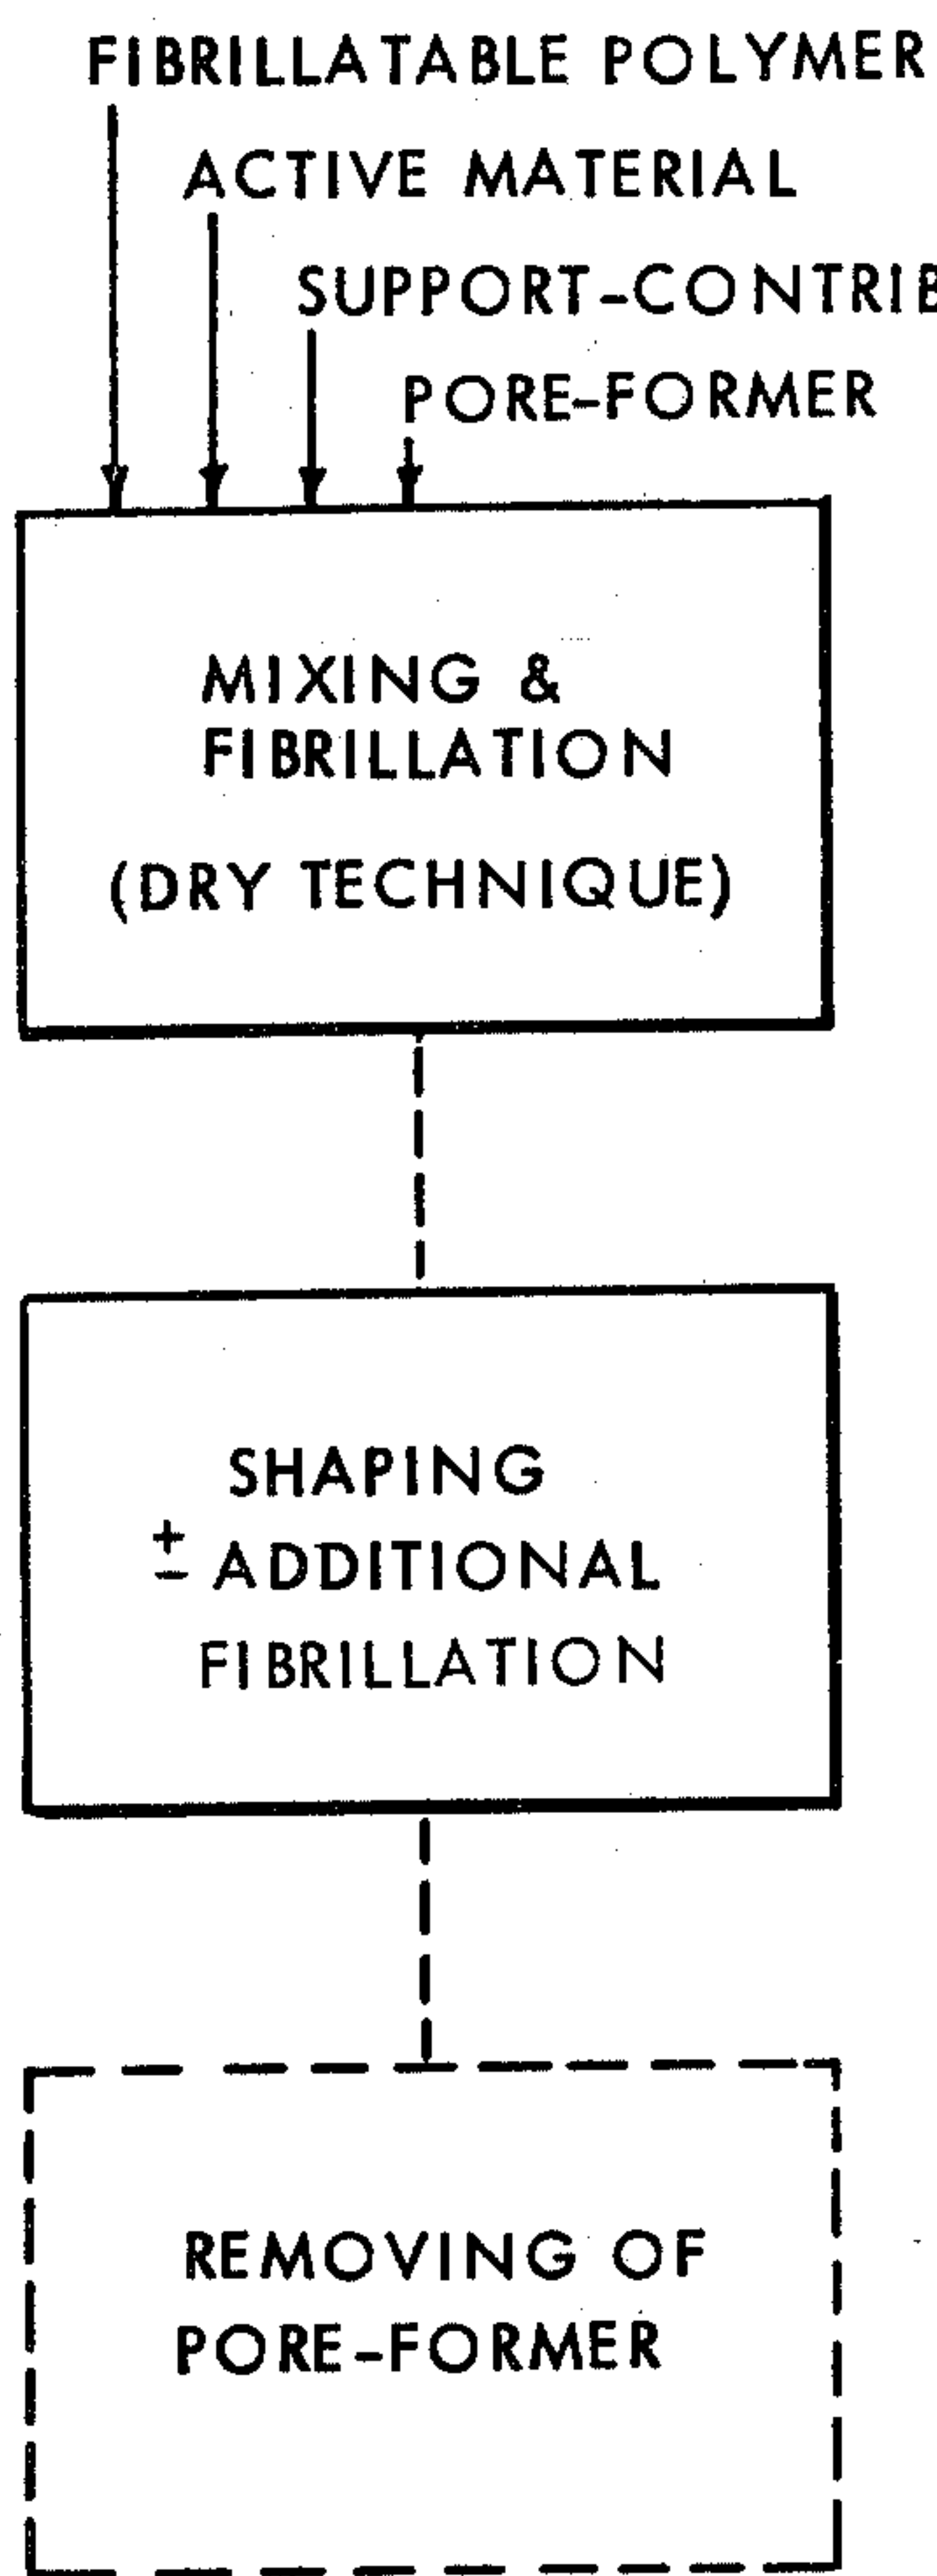 FIBRILLATABLE POLYMER
ACTIVE MATERIAL
SUPPORT-CONTRIB
PORE-FORMER
MIXING &
FIBRILLATION
(DRY TECHNIQUE)
SHAPING
± ADDITIONAL
FIBRILLATION
REMOVING OF
PORE-FORMER